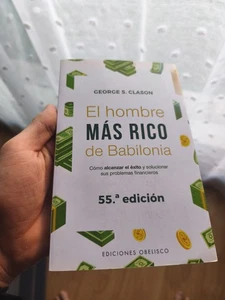 GEORGE S. CLASON
El hombre
MÁS RICO
de Babilonia
Cómo alcanzar el éxito y solucionar
sus problemas financieros
55.ª edición
EDICIONES OBELISCO